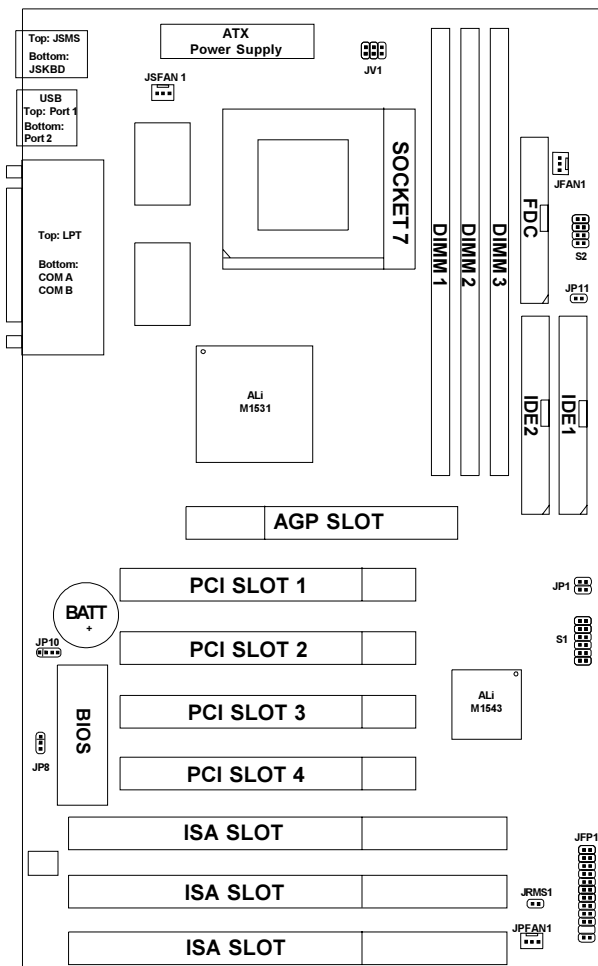 Top: JSMS
Bottom:
JSKBD
ATX
Power Supply
JV1
JSFAN 1
USB
Top: Port 1
Bottom:
Port 2
SOCKET 7
DIMM 1
DIMM 2
DIMM 3
FDC
JFAN1
S2
JP11
Top: LPT
Bottom:
COM A
COM B
ALi
M1531
IDE2
IDE1
AGP SLOT
PCI SLOT 1
JP1
BATT
+
JP10
PCI SLOT 2
S1
ALi
M1543
BIOS
PCI SLOT 3
JP8
PCI SLOT 4
ISA SLOT
JFP1
ISA SLOT
JRMS1
JPFAN1
ISA SLOT